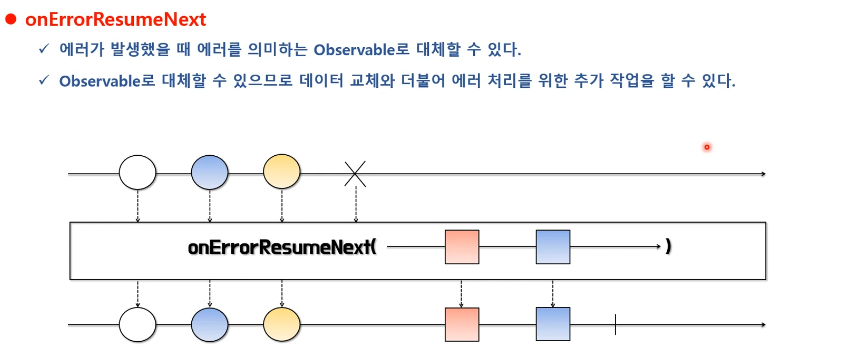 onErrorResumeNext
에러가 발생했을 때 에러를 의미하는 Observable로 대체할 수 있다.
Observable로 대체할 수 있으므로 데이터 교체와 더불어 에러 처리를 위한 추가 작업을 할 수 있다.
onErrorResumeNext( )